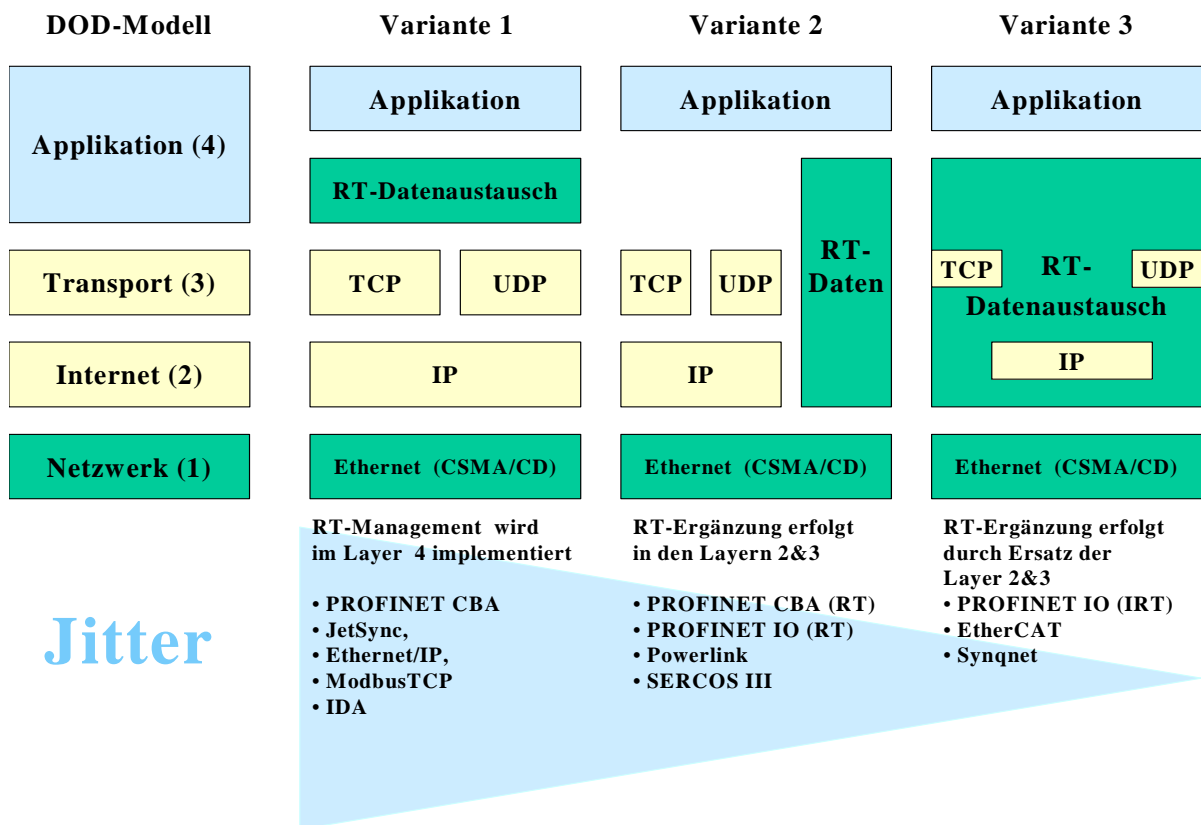 DOD-Modell
Variante 1
Variante 2
Variante 3
Applikation (4)
Transport (3)
Internet (2)
Netzwerk (1)
Applikation
RT-Datenaustausch
TCP
UDP
IP
Ethernet (CSMA/CD)
Applikation
TCP
UDP
RT-
Daten
IP
Ethernet (CSMA/CD)
Applikation
TCP
RT-
UDP
Datenaustausch
IP
Ethernet (CSMA/CD)
Jitter
RT-Management wird
im Layer 4 implementiert
• PROFINET CBA
• JetSync,
• Ethernet/IP,
• ModbusTCP
• IDA
RT-Ergänzung erfolgt
in den Layern 2&3
• PROFINET CBA (RT)
• PROFINET IO (RT)
• Powerlink
• SERCOS III
RT-Ergänzung erfolgt
durch Ersatz der
Layer 2&3
• PROFINET IO (IRT)
• EtherCAT
• Synqnet